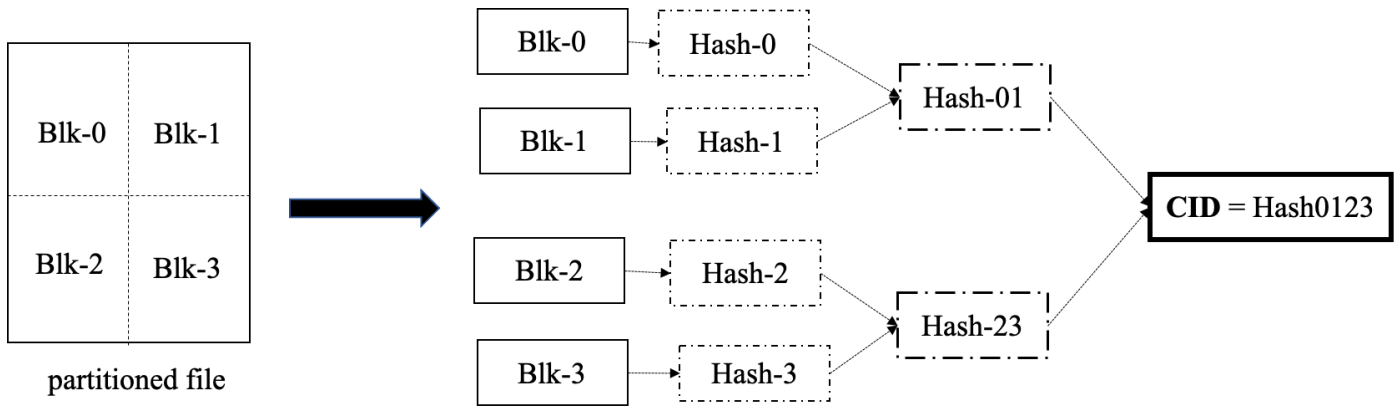 Blk-0 Blk-1
Blk-2 Blk-3
partitioned file
Blk-0 Hash-0
Blk-1 Hash-1
Hash-01
Blk-2 Hash-2
Blk-3 Hash-3
Hash-23
CID = Hash0123